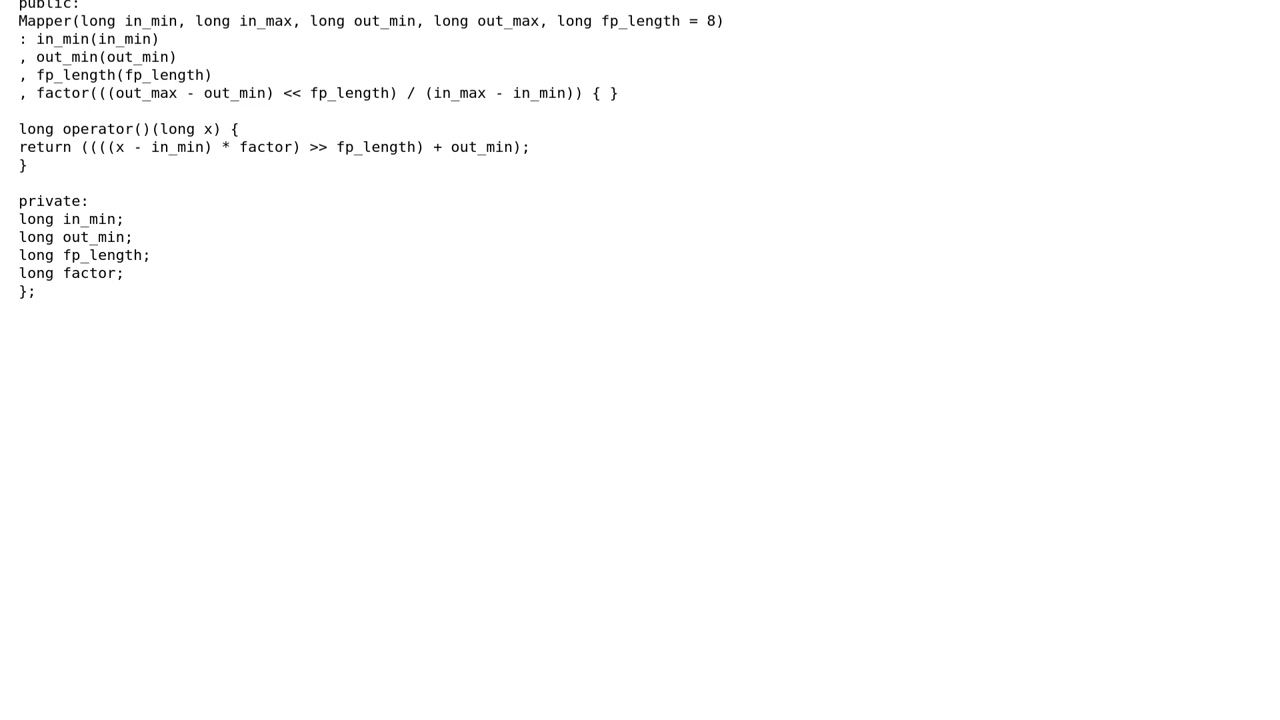 public:
Mapper(long in_min, long in_max, long out_min, long out_max, long fp_length = 8)
: in_min(in_min)
, out_min(out_min)
, fp_length(fp_length)
, factor(((out_max - out_min) << fp_length) / (in_max - in_min)) { }

long operator()(long x) {
return ((((x - in_min) * factor) >> fp_length) + out_min);
}

private:
long in_min;
long out_min;
long fp_length;
long factor;
};